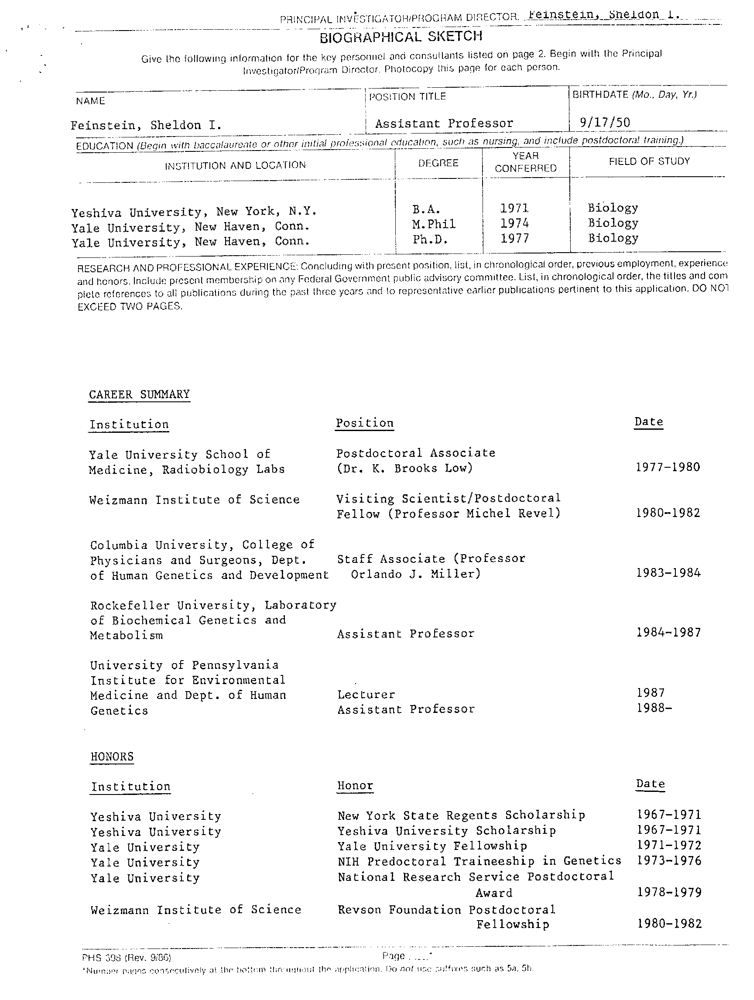 PRINCIPAL INVESTIGATOR/PROGRAM DIRECTOR: Feinstein, Sheldon I.
BIOGRAPHICAL SKETCH
Give the following information for the key personnel and consultants listed on page 2. Begin with the Principal
Investigator/Program Director. Photocopy this page for each person.
NAME POSITION TITLE BIRTHDATE (Mo., Day, Yr.)
Feinstein, Sheldon I. Assistant Professor 9/17/50
EDUCATION (Begin with baccalaureate or other initial professional education, such as nursing, and include postdoctoral training.)
INSTITUTION AND LOCATION DEGREE YEAR CONFERRED FIELD OF STUDY
Yeshiva University, New York, N.Y. B.A. 1971 Biology
Yale University, New Haven, Conn. M.Phil 1974 Biology
Yale University, New Haven, Conn. Ph.D. 1977 Biology
RESEARCH AND PROFESSIONAL EXPERIENCE: Concluding with present position, list, in chronological order, previous employment, experience
and honors. Include present membership on any Federal Government public advisory committee. List, in chronological order, the titles and com
plete references to all publications during the past three years and to representative earlier publications pertinent to this application. DO NOT
EXCEED TWO PAGES.
CAREER SUMMARY
Institution Position Date
Yale University School of Postdoctoral Associate
Medicine, Radiobiology Labs (Dr. K. Brooks Low) 1977-1980
Weizmann Institute of Science Visiting Scientist/Postdoctoral
Fellow (Professor Michel Revel) 1980-1982
Columbia University, College of
Physicians and Surgeons, Dept. Staff Associate (Professor
of Human Genetics and Development Orlando J. Miller) 1983-1984
Rockefeller University, Laboratory
of Biochemical Genetics and
Metabolism Assistant Professor 1984-1987
University of Pennsylvania
Institute for Environmental
Medicine and Dept. of Human Lecturer 1987
Genetics Assistant Professor 1988-
HONORS
Institution Honor Date
Yeshiva University New York State Regents Scholarship 1967-1971
Yeshiva University Yeshiva University Scholarship 1967-1971
Yale University Yale University Fellowship 1971-1972
Yale University NIH Predoctoral Traineeship in Genetics 1973-1976
Yale University National Research Service Postdoctoral
Award 1978-1979
Weizmann Institute of Science Revson Foundation Postdoctoral
Fellowship 1980-1982
PHS 398 (Rev. 9/86) Page ......*
*Number pages consecutively at the bottom throughout the application. Do not use suffixes such as 5a, 5b.